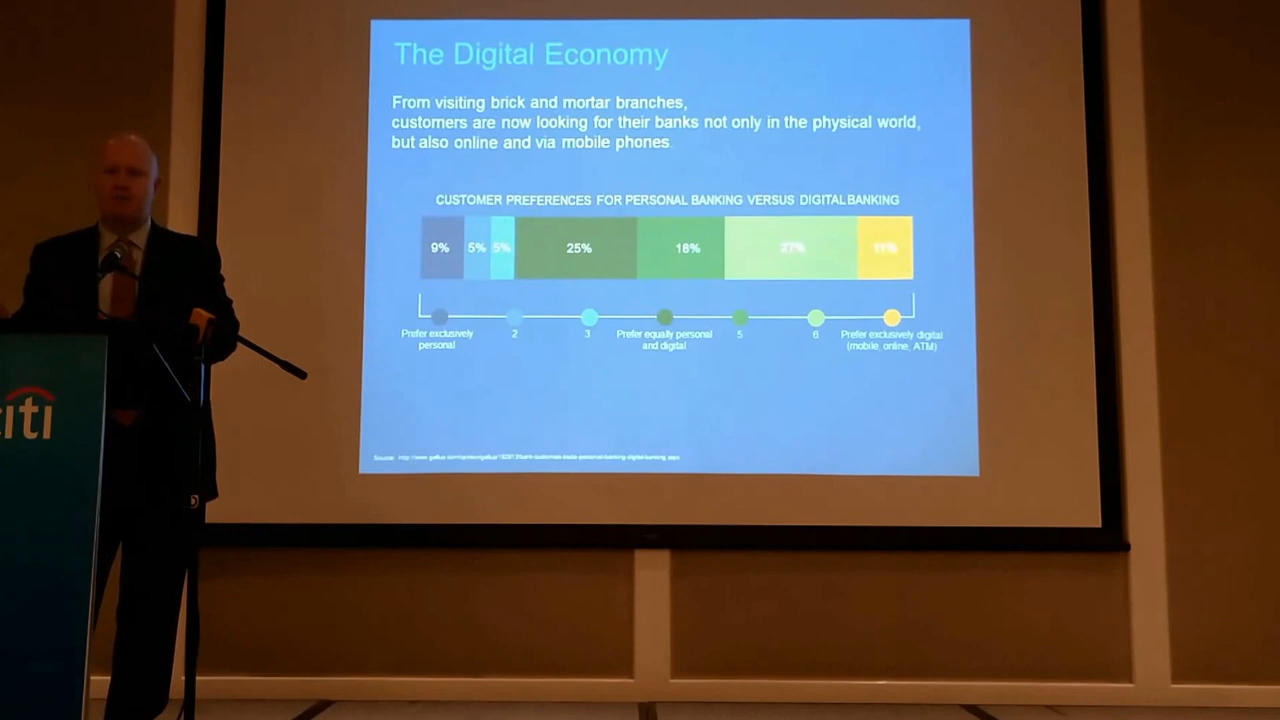 The Digital Economy
From visiting brick and mortar branches,
customers are now looking for their banks not only in the physical world,
but also online and via mobile phones
CUSTOMER PREFERENCES FOR PERSONAL BANKING VERSUS DIGITAL BANKING
9% 5% 5% 25% 18% 27% 11%
Prefer exclusively personal
2
3
Prefer equally personal and digital
5
6
Prefer exclusively digital (mobile, online, ATM)
Source:
citi